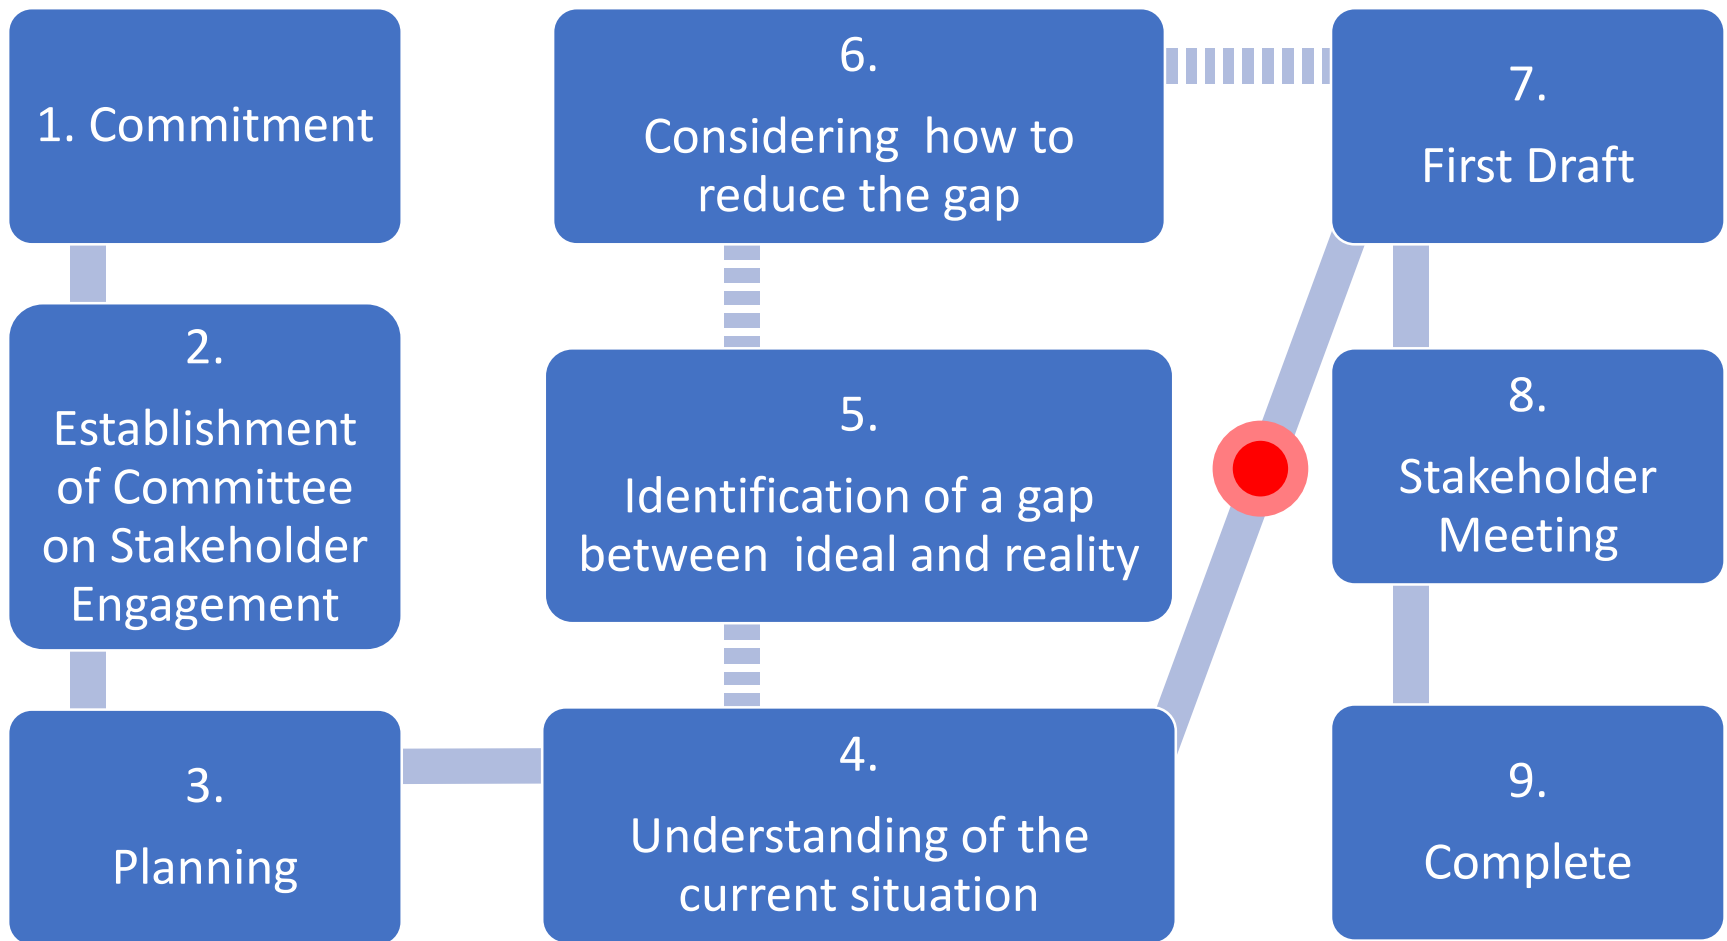 1. Commitment
2.
Establishment
of Committee
on Stakeholder
Engagement
3.
Planning
4.
Understanding of the
current situation
5.
Identification of a gap
between  ideal and reality
6.
Considering  how to
reduce the gap
7.
First Draft
8.
Stakeholder
Meeting
9.
Complete